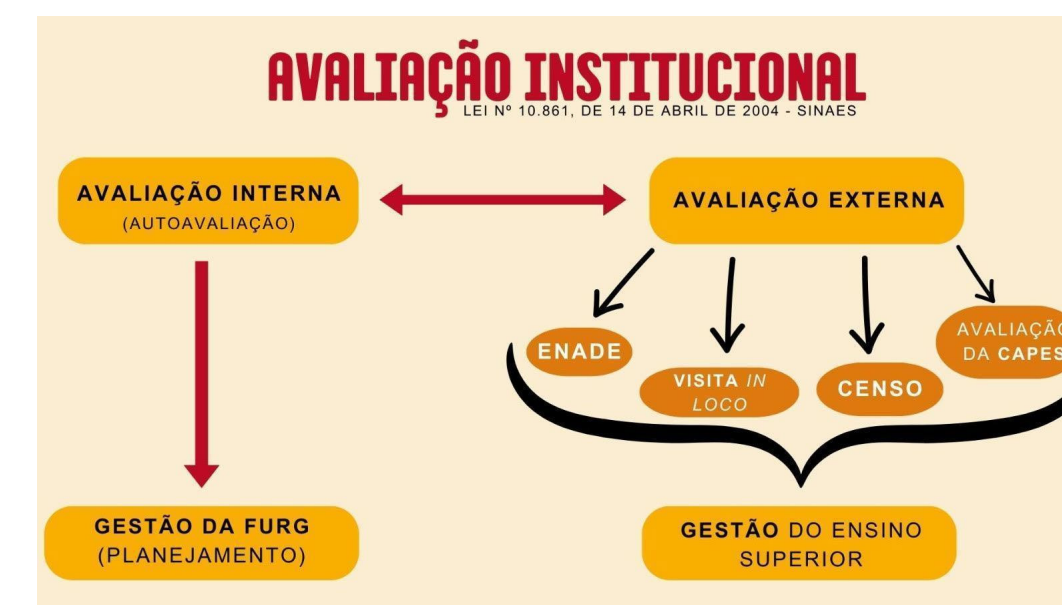 AVALIAÇÃO INSTITUCIONAL
LEI Nº 10.861, DE 14 DE ABRIL DE 2004 - SINAES
AVALIAÇÃO INTERNA
(AUTOAVALIAÇÃO)
AVALIAÇÃO EXTERNA
ENADE
VISITA IN
LOCO
CENSO
AVALIAÇÃO
DA CAPES
GESTÃO DA FURG
(PLANEJAMENTO)
GESTÃO DO ENSINO
SUPERIOR